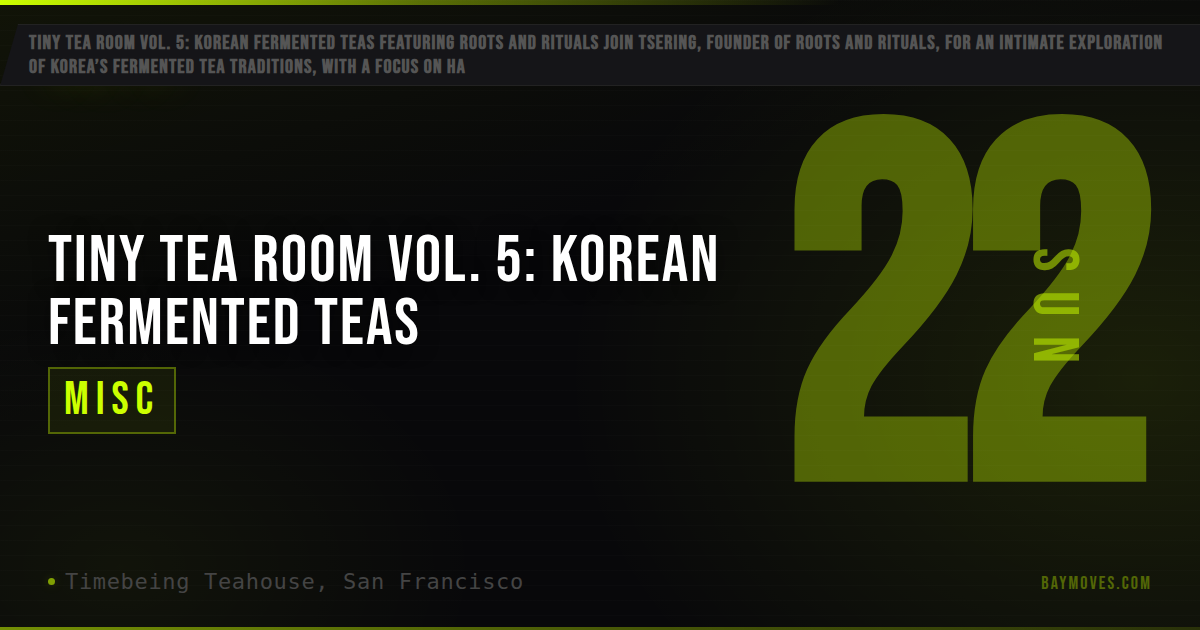 TINY TEA ROOM VOL. 5: KOREAN FERMENTED TEAS FEATURING ROOTS AND RITUALS JOIN TSERING, FOUNDER OF ROOTS AND RITUALS, FOR AN INTIMATE EXPLORATION
OF KOREA'S FERMENTED TEA TRADITIONS, WITH A FOCUS ON HA
22
SUN
TINY TEA ROOM VOL. 5: KOREAN
FERMENTED TEAS
MISC
Timebeing Teahouse, San Francisco
BAYMOVES.COM